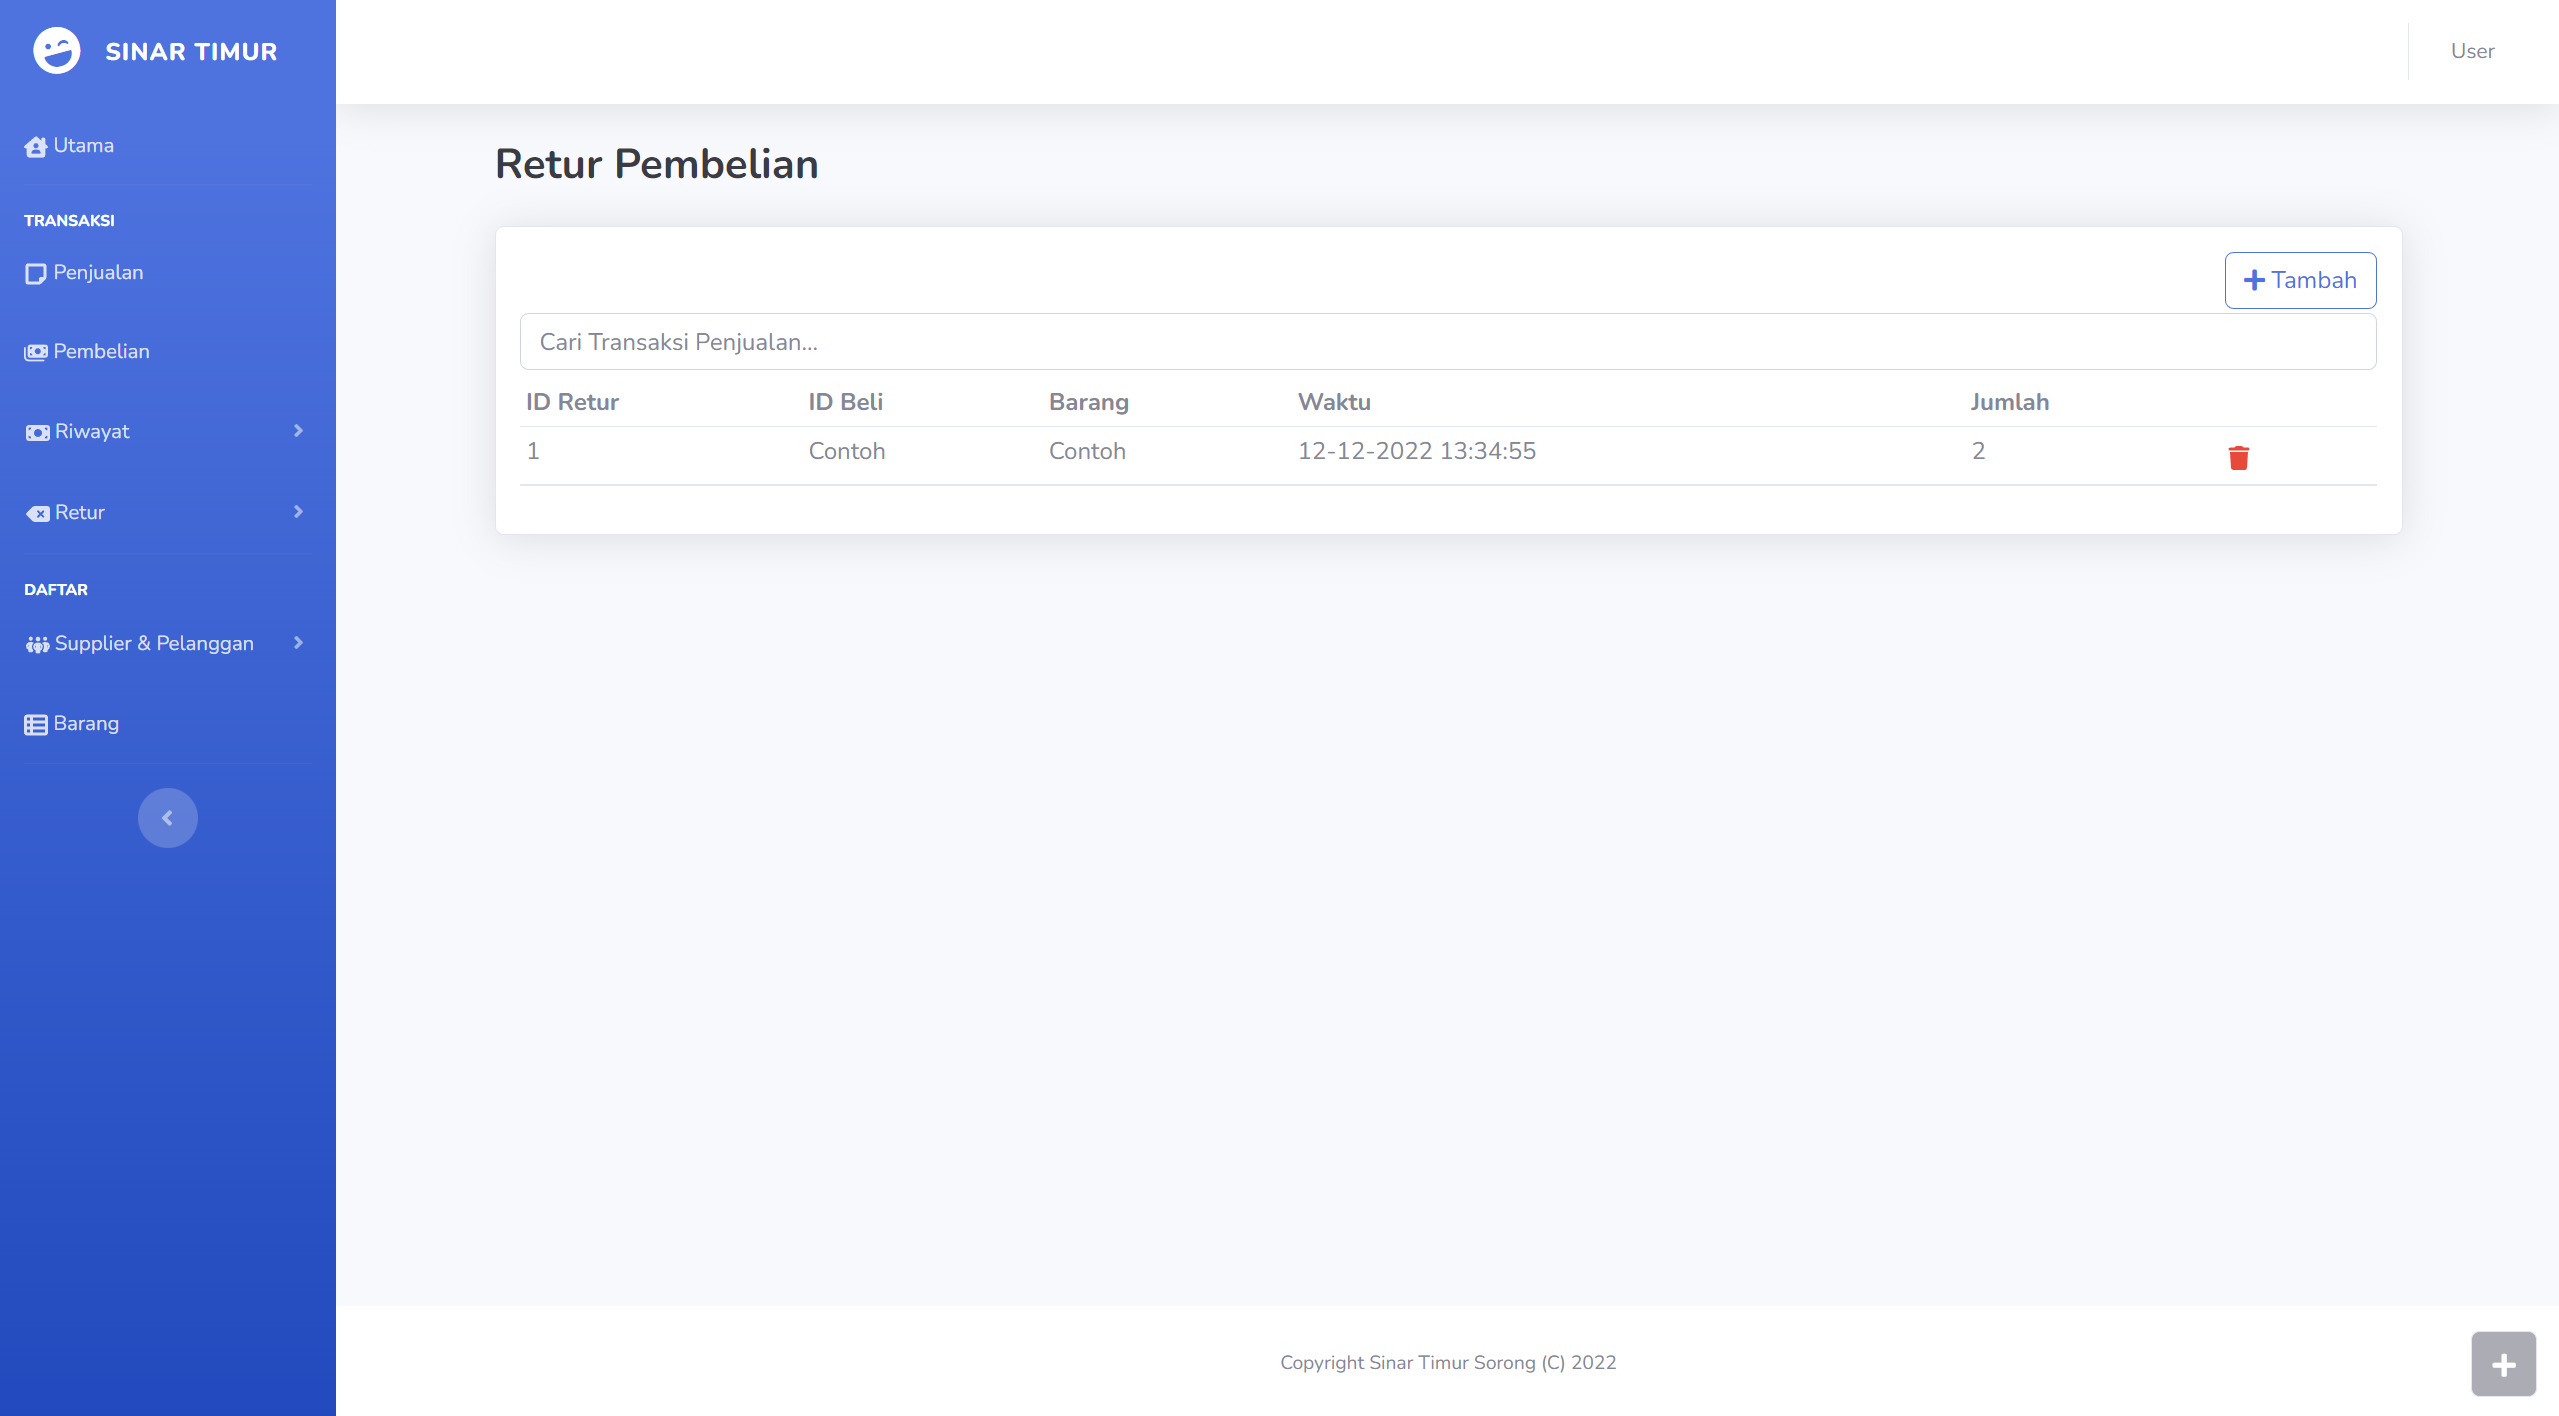 SINAR TIMUR
User
Utama
TRANSAKSI
Penjualan
Pembelian
Riwayat
Retur
DAFTAR
Supplier & Pelanggan
Barang
Retur Pembelian
Tambah
Cari Transaksi Penjualan...
ID Retur ID Beli Barang Waktu Jumlah
1 Contoh Contoh 12-12-2022 13:34:55 2
Copyright Sinar Timur Sorong (C) 2022